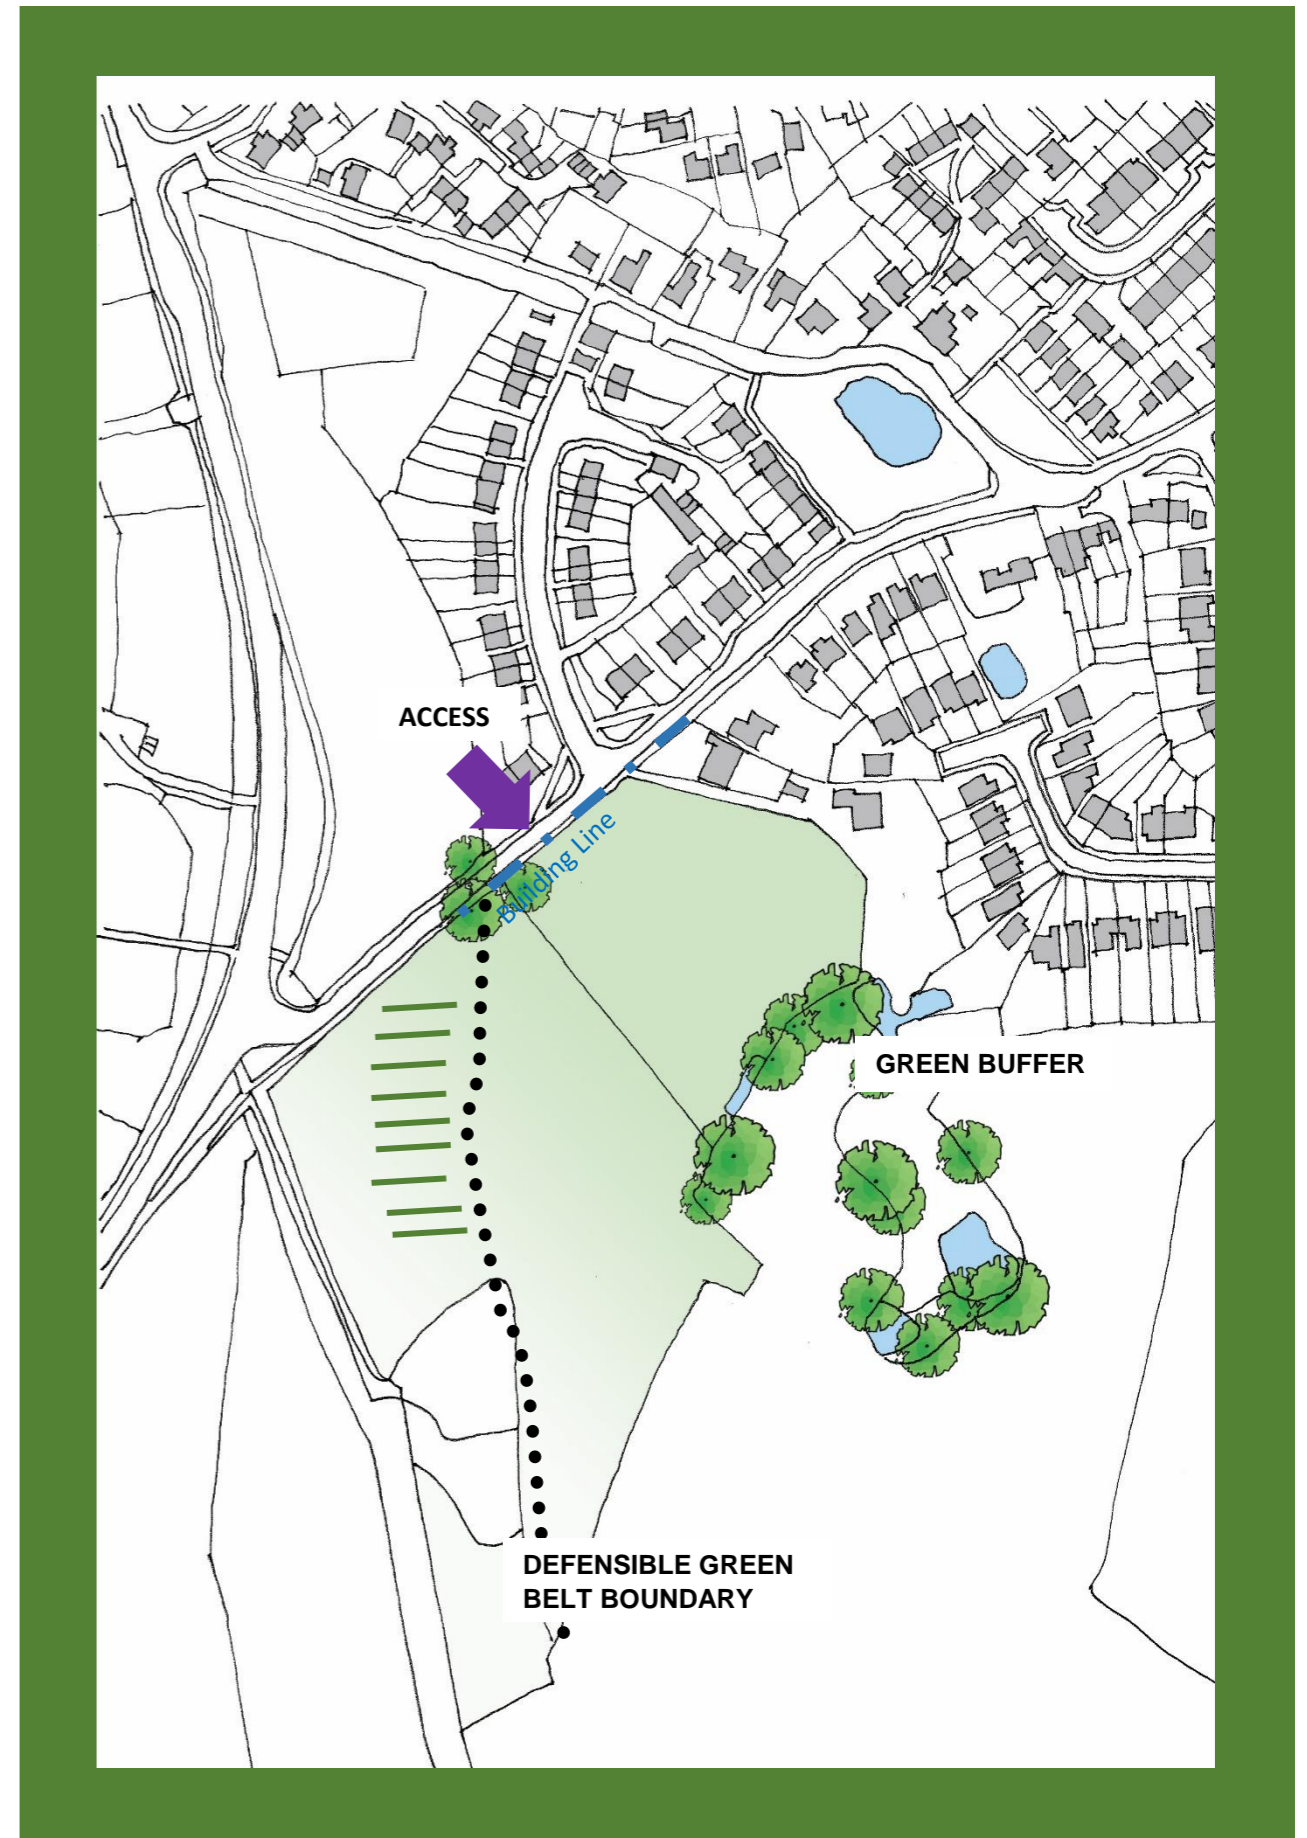 ACCESS
Building Line
GREEN BUFFER
DEFENSIBLE GREEN
BELT BOUNDARY